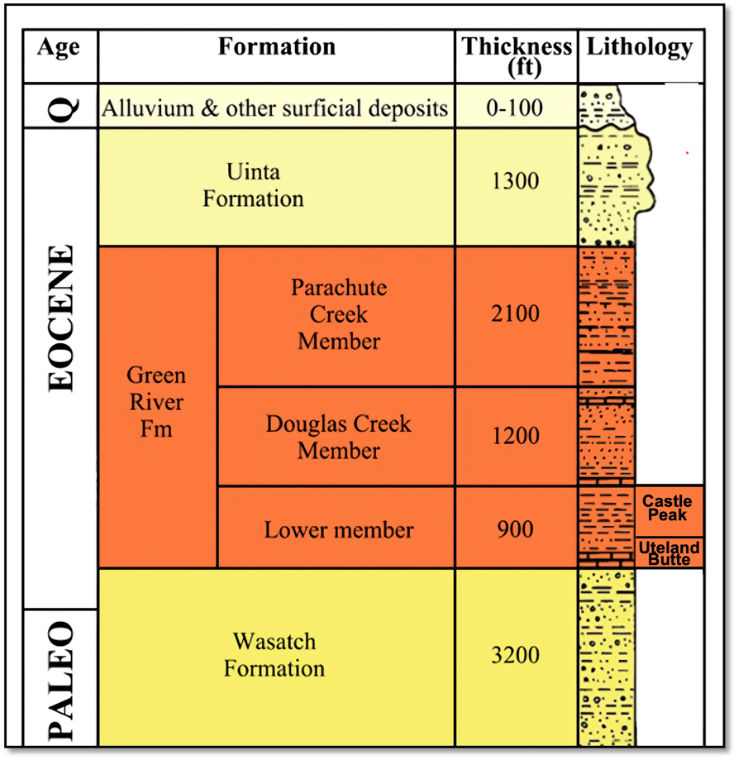 Age
Formation
Thickness
(ft)
Lithology
Q
Alluvium & other surficial deposits
0-100
EOCENE
Uinta
Formation
1300
Green
River
Fm
Parachute
Creek
Member
2100
Douglas Creek
Member
1200
Lower member
900
Castle
Peak
Uteland
Butte
PALEO
Wasatch
Formation
3200